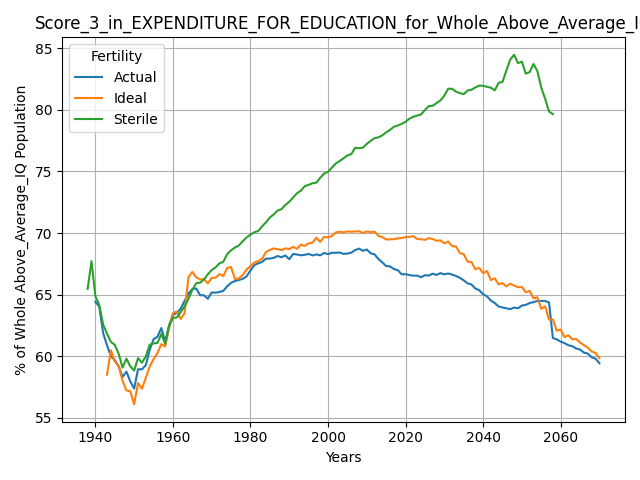 Score_3_in_EXPENDITURE_FOR_EDUCATION_for_Whole_Above_Average_I
Fertility
Actual
Ideal
Sterile
% of Whole Above_Average_IQ Population
85
80
75
70
65
60
55
1940 1960 1980 2000 2020 2040 2060
Years